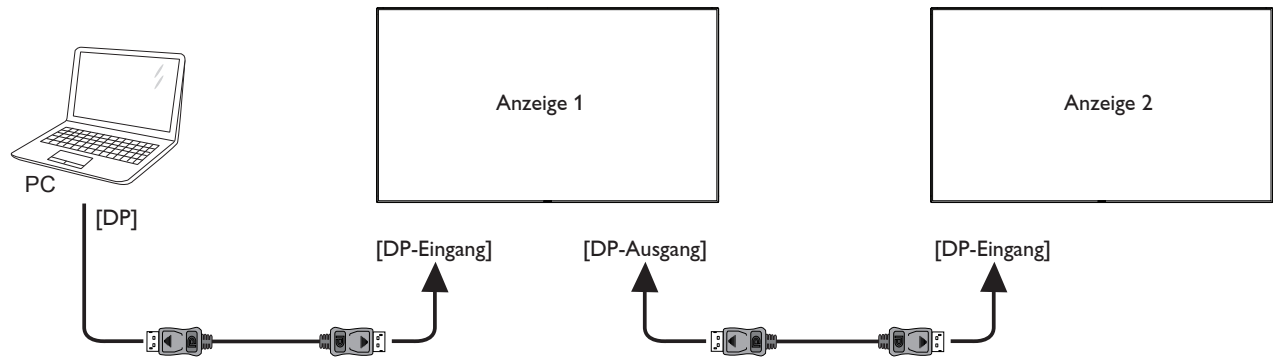 Anzeige 1
Anzeige 2
PC
[DP]
[DP-Eingang]
[DP-Ausgang]
[DP-Eingang]